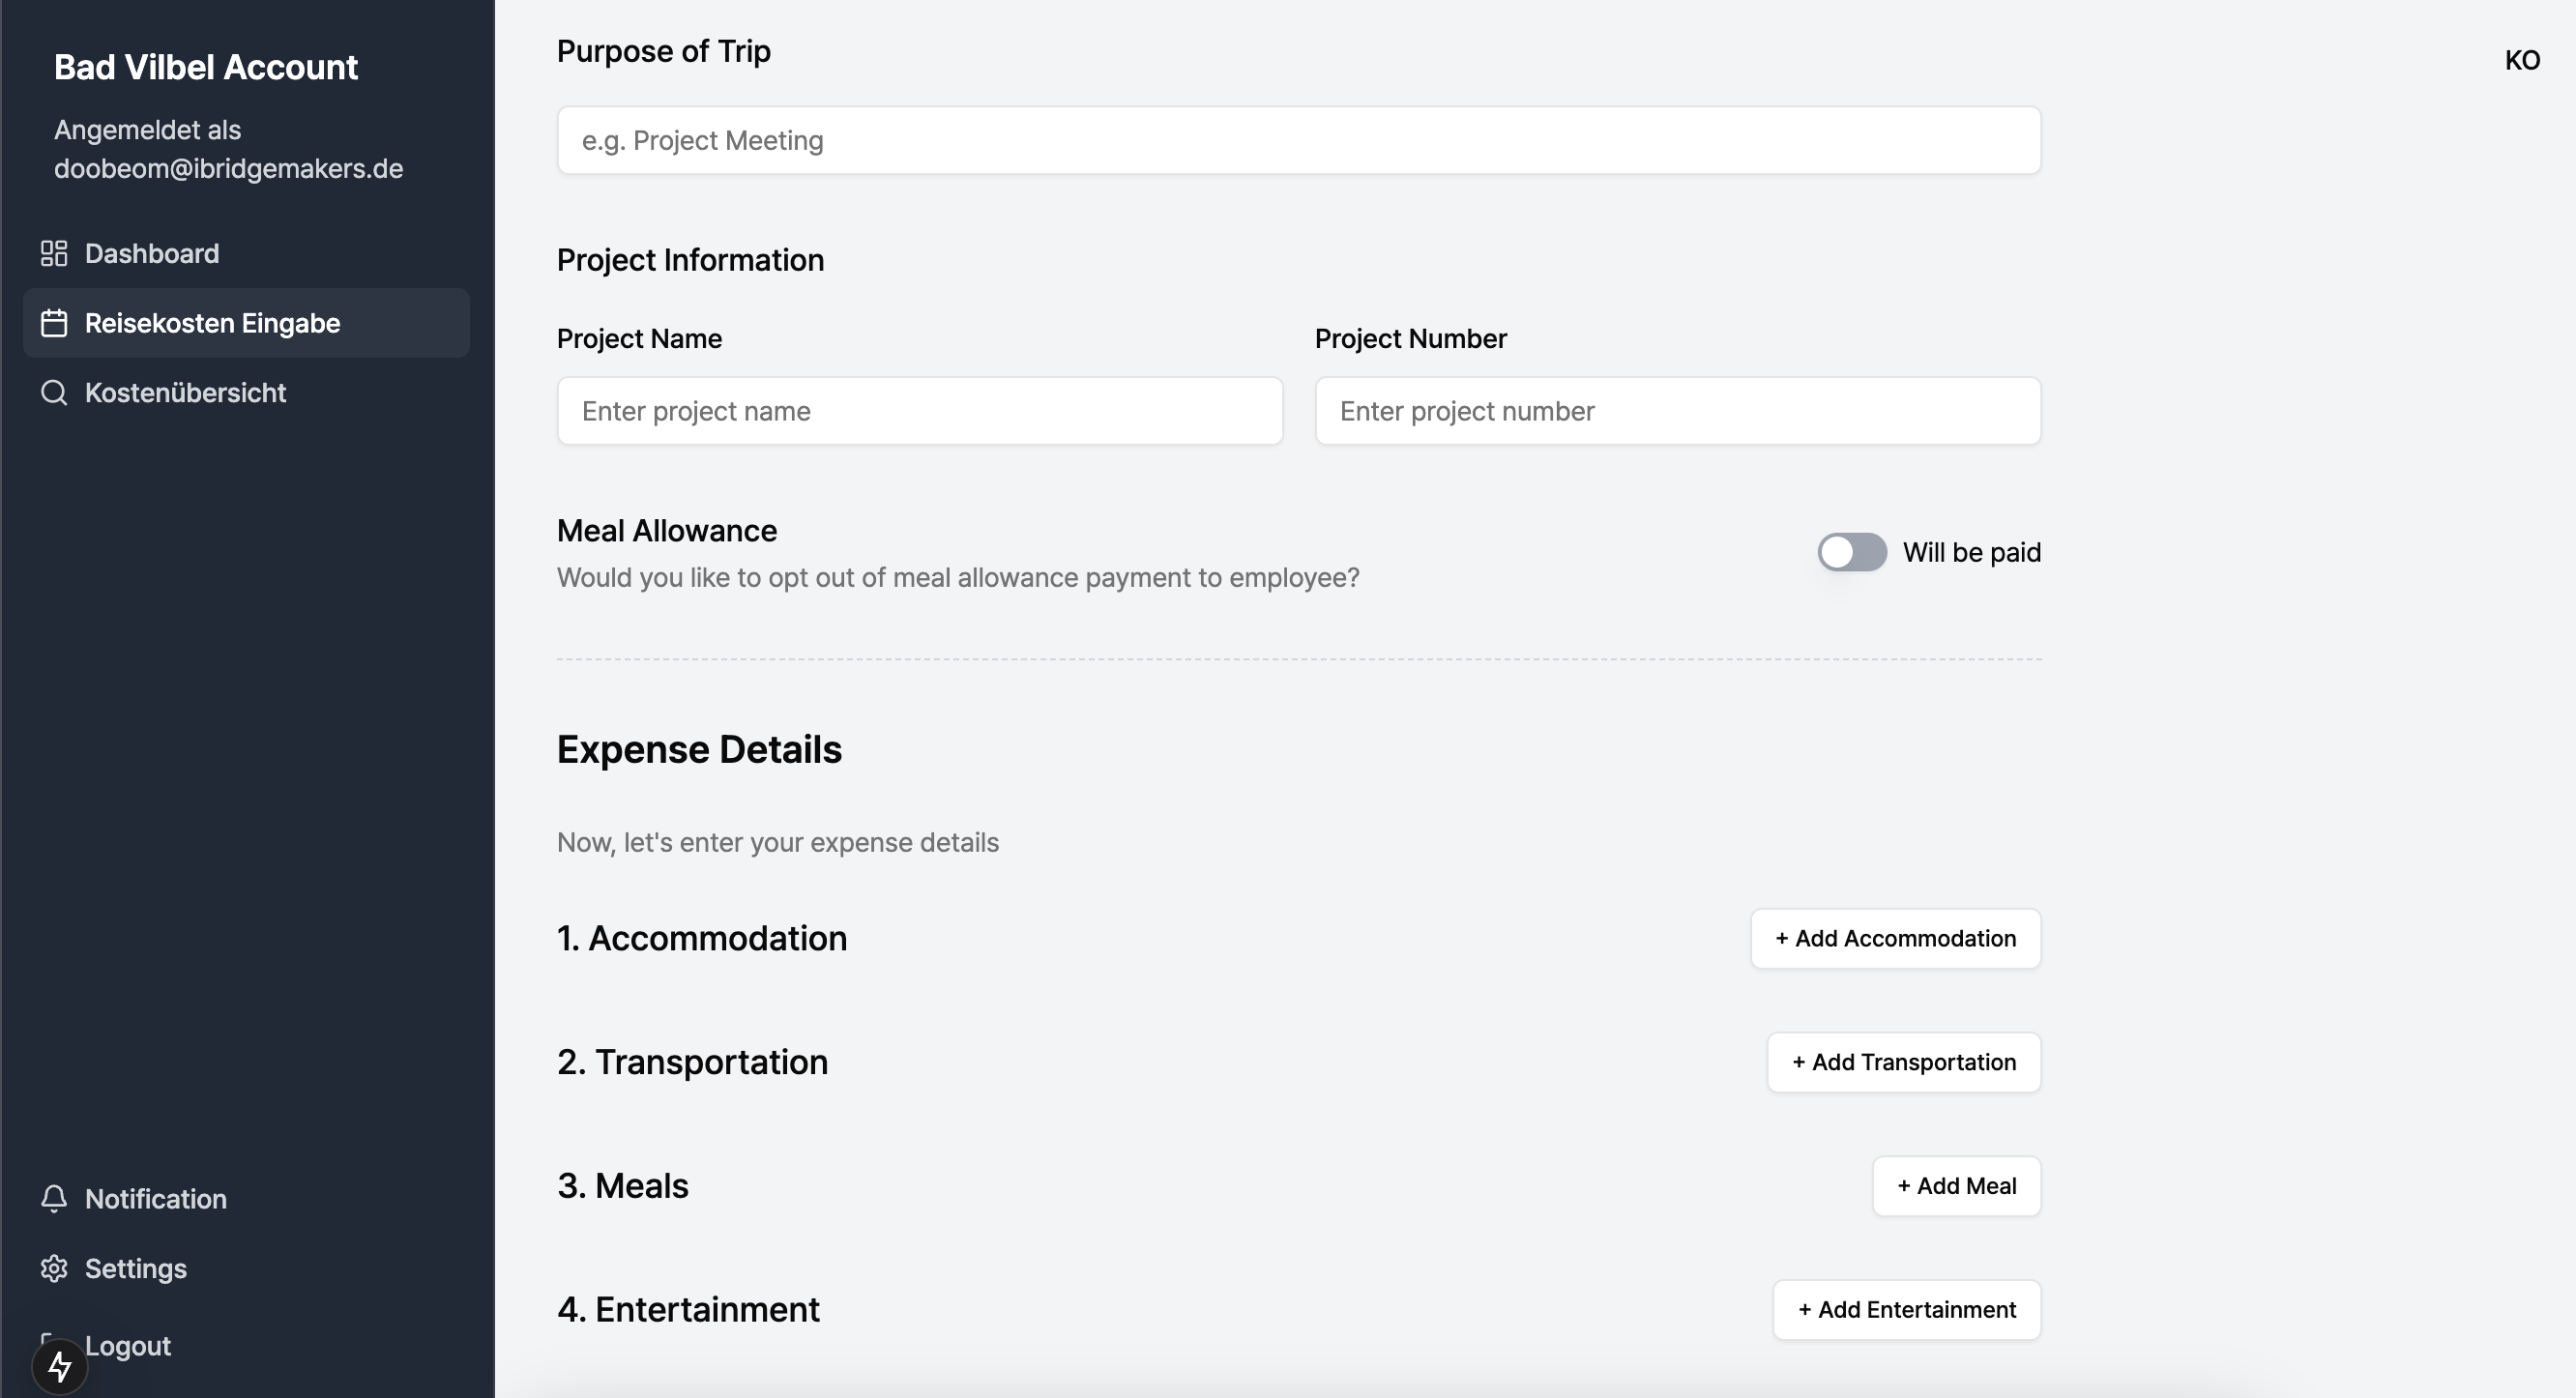 Bad Vilbel Account
Angemeldet als
doobeom@ibridgemakers.de
Dashboard
Reisekosten Eingabe
Kostenübersicht
Notification
Settings
Logout
KO
Purpose of Trip
e.g. Project Meeting
Project Information
Project Name
Project Number
Enter project name
Enter project number
Meal Allowance
Would you like to opt out of meal allowance payment to employee?
Will be paid
Expense Details
Now, let's enter your expense details
1. Accommodation
+ Add Accommodation
2. Transportation
+ Add Transportation
3. Meals
+ Add Meal
4. Entertainment
+ Add Entertainment